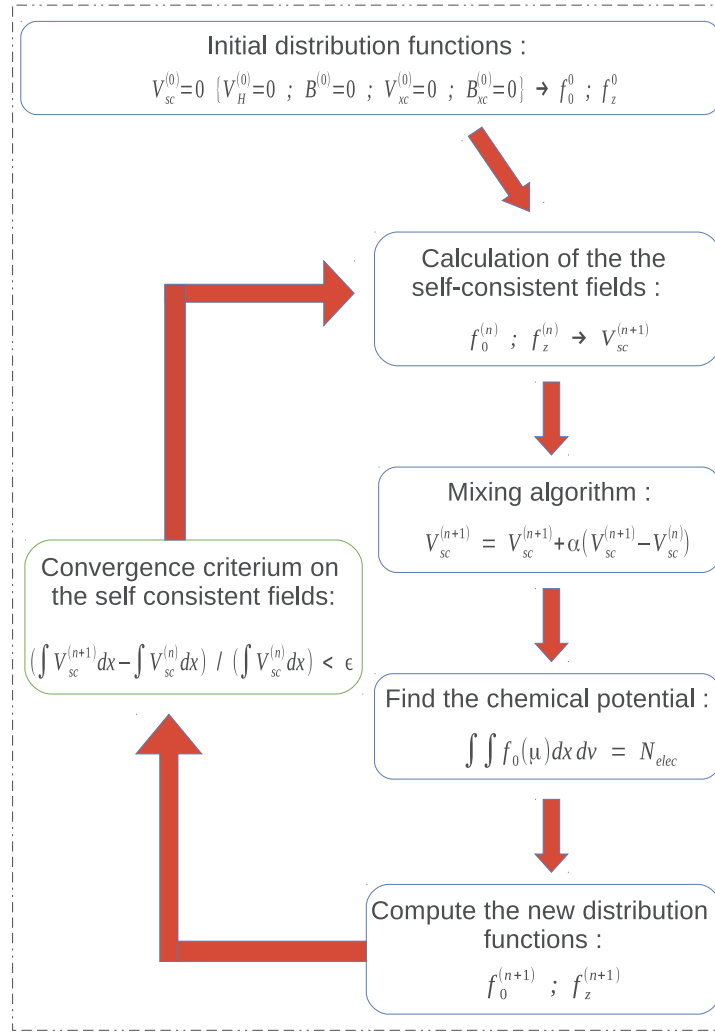 Initial distribution functions :
V_sc^(0)=0 {V_H^(0)=0 ; B^(0)=0 ; V_xc^(0)=0 ; B_xc^(0)=0} → f_0^0 ; f_z^0
Calculation of the the
self-consistent fields :
f_0^(n) ; f_z^(n) → V_sc^(n+1)
Mixing algorithm :
V_sc^(n+1) = V_sc^(n+1)+α(V_sc^(n+1)−V_sc^(n))
Convergence criterium on
the self consistent fields:
(∫V_sc^(n+1)dx−∫V_sc^(n)dx) / (∫V_sc^(n)dx) < ϵ
Find the chemical potential :
∫∫f_0(μ)dx dv = N_elec
Compute the new distribution
functions :
f_0^(n+1) ; f_z^(n+1)